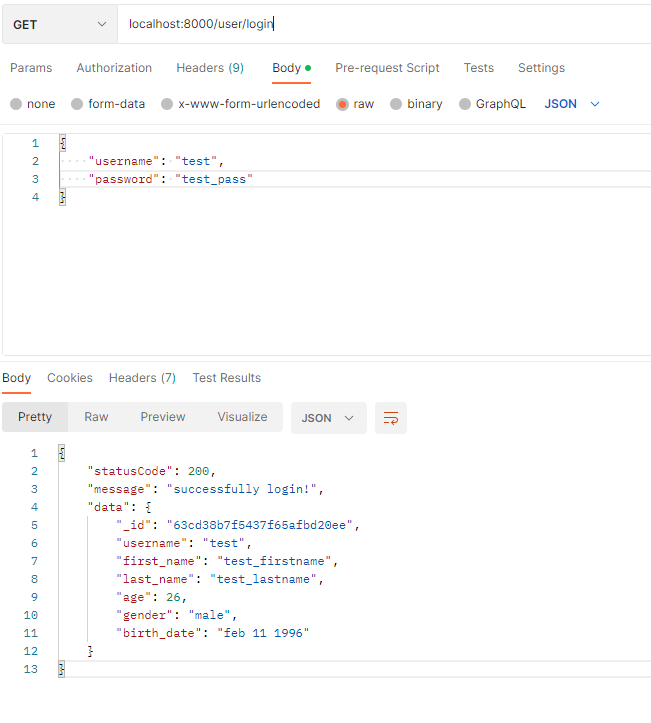 GET localhost:8000/user/login
Params Authorization Headers (9) Body Pre-request Script Tests Settings
none form-data x-www-form-urlencoded raw binary GraphQL JSON
1 {
2 ····"username":·"test",
3 ····"password":·"test_pass"
4 }
Body Cookies Headers (7) Test Results
Pretty Raw Preview Visualize JSON
1 {
2 "statusCode": 200,
3 "message": "successfully login!",
4 "data": {
5 "_id": "63cd38b7f5437f65afbd20ee",
6 "username": "test",
7 "first_name": "test_firstname",
8 "last_name": "test_lastname",
9 "age": 26,
10 "gender": "male",
11 "birth_date": "feb 11 1996"
12 }
13 }